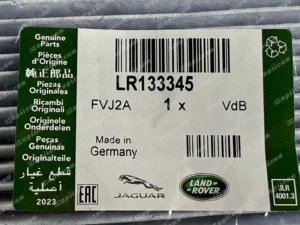 Genuine
Parts
Pièces
d'Origine
純正部品
Piezas
Originales
Ricambi
Originali
Originele
Onderdelen
Peças
Genuínas
Originalteile
قطع غيار
أصلية
2023
LR133345
FVJ2A 1 x VdB
Made in
Germany
EAC
JAGUAR
LAND-
ROVER
JLR
4001.3